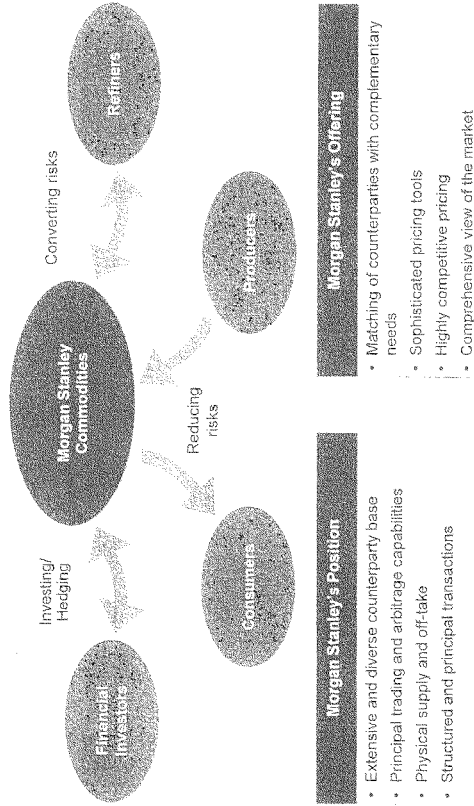 Morgan Stanley
Commodities
Investing/
Hedging
Converting risks
Financial
Investors
Refiners
Reducing
risks
Consumers
Producers
Morgan Stanley's Position
• Extensive and diverse counterparty base
• Principal trading and arbitrage capabilities
• Physical supply and off-take
• Structured and principal transactions
Morgan Stanley's Offering
• Matching of counterparties with complementary
needs
• Sophisticated pricing tools
• Highly competitive pricing
• Comprehensive view of the market